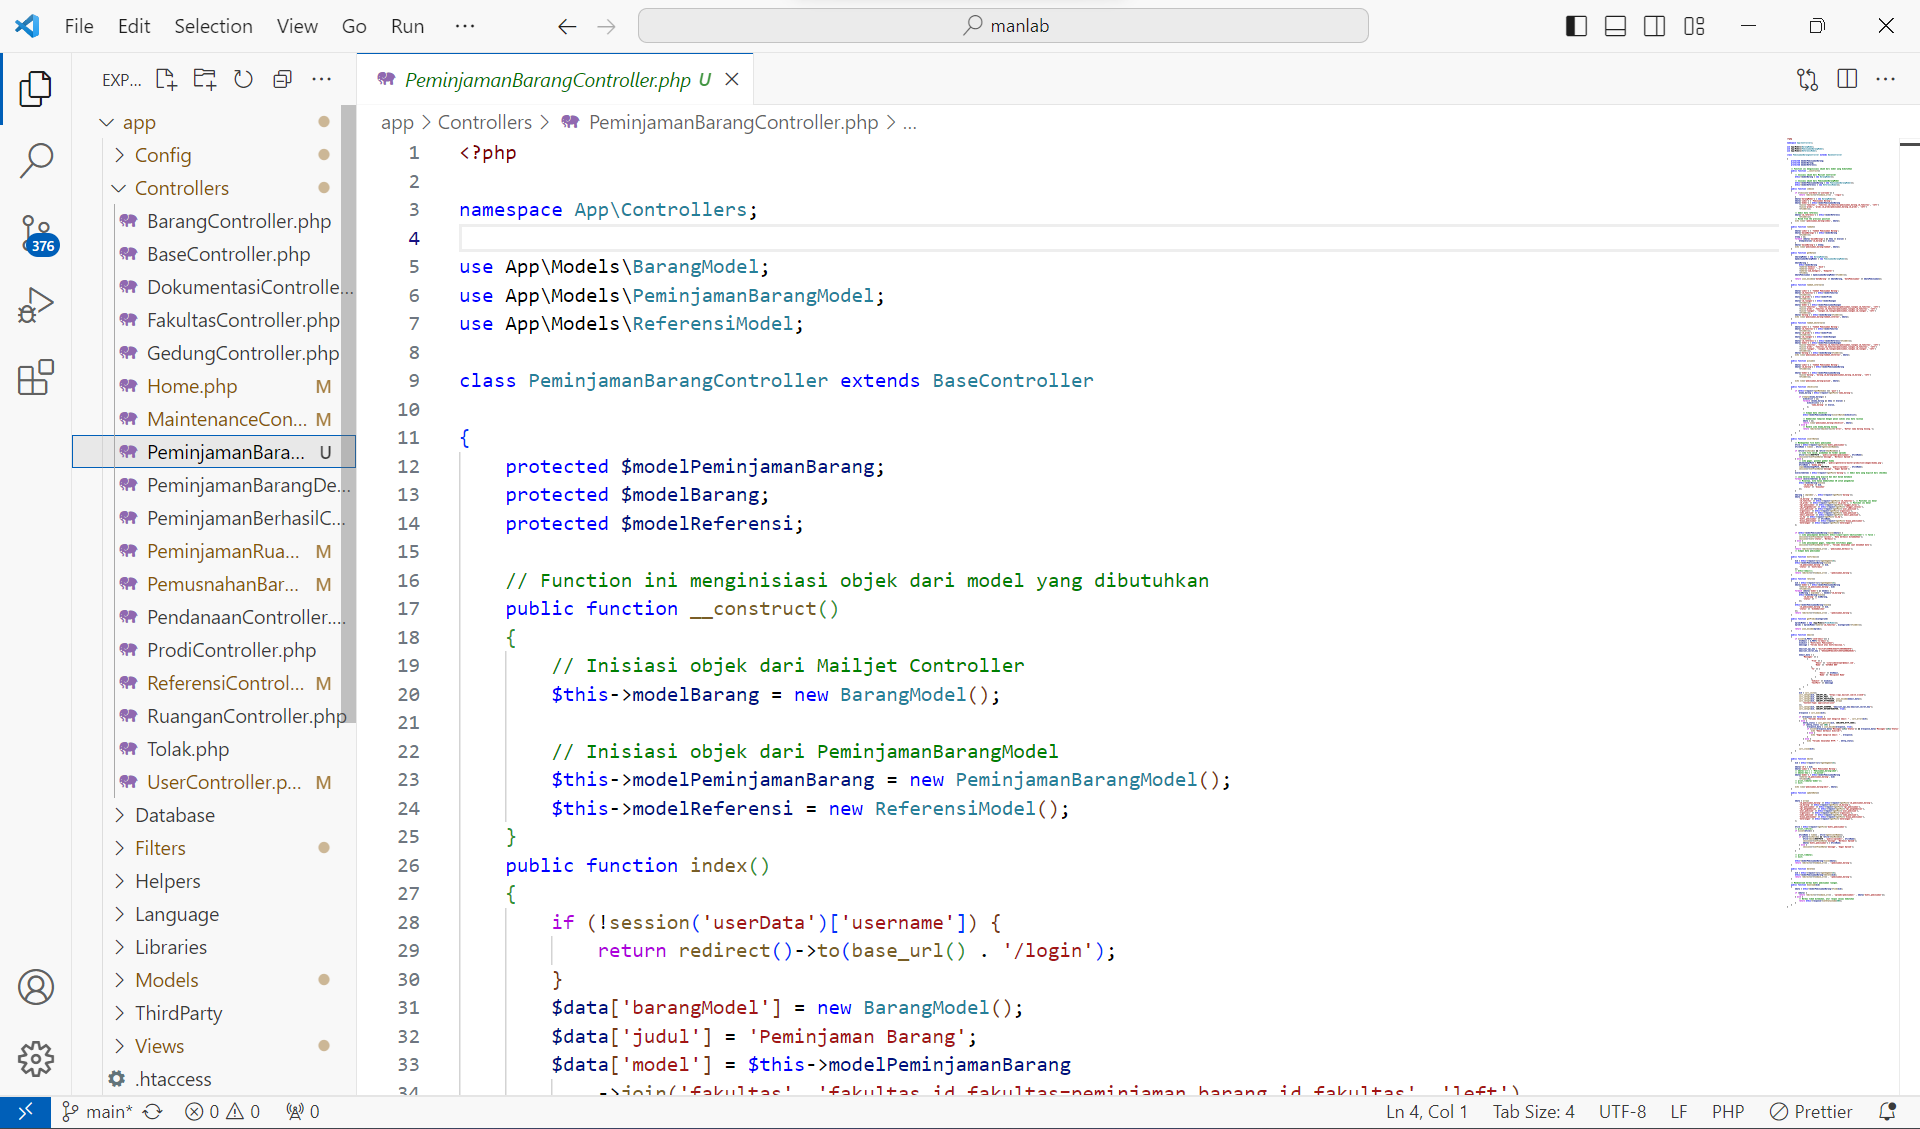 File Edit Selection View Go Run ···
manlab
EXP...
PeminjamanBarangController.php U
app
Config
Controllers
BarangController.php
BaseController.php
DokumentasiControlle...
FakultasController.php
GedungController.php
Home.php M
MaintenanceCon... M
PeminjamanBara... U
PeminjamanBarangDe...
PeminjamanBerhasilC...
PeminjamanRua... M
PemusnahanBar... M
PendanaanController....
ProdiController.php
ReferensiControl... M
RuanganController.php
Tolak.php
UserController.p... M
Database
Filters
Helpers
Language
Libraries
Models
ThirdParty
Views
.htaccess
376
app > Controllers > PeminjamanBarangController.php > ...
1 <?php
2
3 namespace App\Controllers;
4
5 use App\Models\BarangModel;
6 use App\Models\PeminjamanBarangModel;
7 use App\Models\ReferensiModel;
8
9 class PeminjamanBarangController extends BaseController
10
11 {
12 protected $modelPeminjamanBarang;
13 protected $modelBarang;
14 protected $modelReferensi;
15
16 // Function ini menginisiasi objek dari model yang dibutuhkan
17 public function __construct()
18 {
19 // Inisiasi objek dari Mailjet Controller
20 $this->modelBarang = new BarangModel();
21
22 // Inisiasi objek dari PeminjamanBarangModel
23 $this->modelPeminjamanBarang = new PeminjamanBarangModel();
24 $this->modelReferensi = new ReferensiModel();
25 }
26 public function index()
27 {
28 if (!session('userData')['username']) {
29 return redirect()->to(base_url() . '/login');
30 }
31 $data['barangModel'] = new BarangModel();
32 $data['judul'] = 'Peminjaman Barang';
33 $data['model'] = $this->modelPeminjamanBarang
34 ->join('fakultas', 'fakultas.id_fakultas=peminjaman_barang.id_fakultas', 'left')
main* 0 0 0
Ln 4, Col 1 Tab Size: 4 UTF-8 LF PHP Prettier